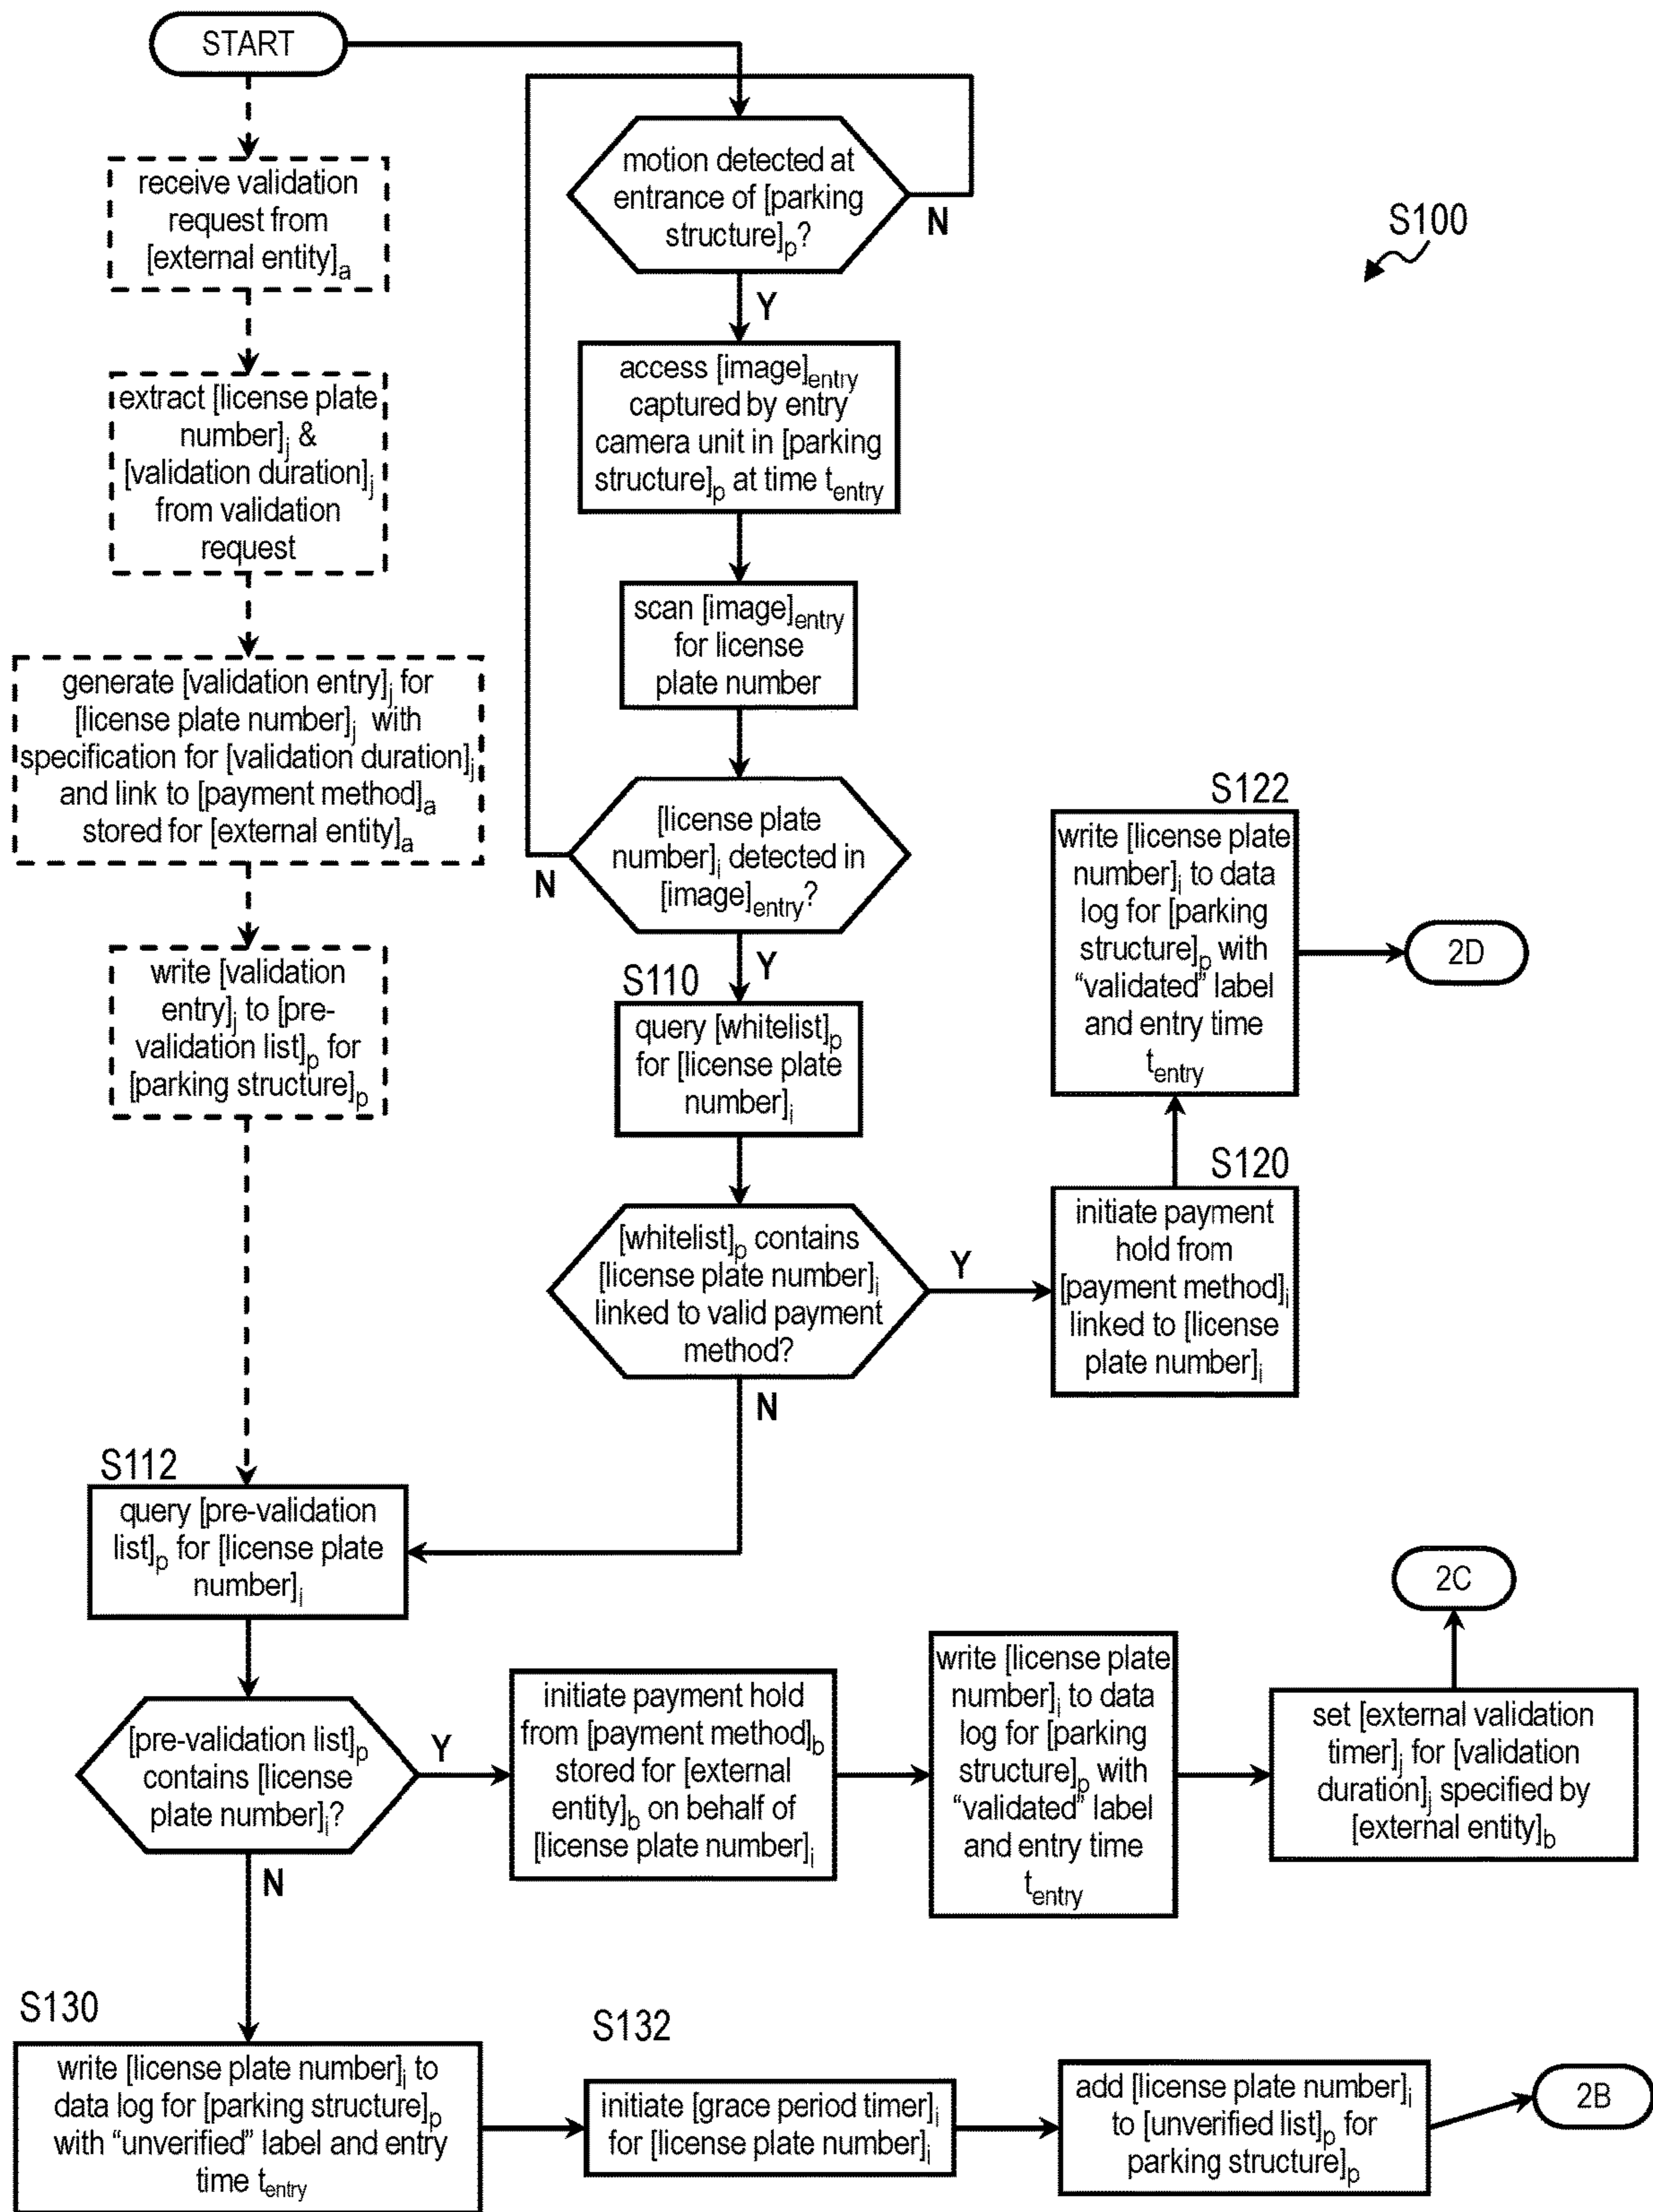 START
motion detected at
entrance of [parking
structure]p?
N
Y
S100
receive validation
request from
[external entity]a
extract [license plate
number]j &
[validation duration]j
from validation
request
generate [validation entry]j for
[license plate number]j with
specification for [validation duration]j
and link to [payment method]a
stored for [external entity]a
write [validation
entry]j to [pre-
validation list]p for
[parking structure]p
access [image]entry
captured by entry
camera unit in [parking
structure]p at time tentry
scan [image]entry
for license
plate number
[license plate
number]i detected in
[image]entry?
N
Y
S110
query [whitelist]p
for [license plate
number]i
[whitelist]p contains
[license plate number]i
linked to valid payment
method?
Y
N
S122
write [license plate
number]i to data
log for [parking
structure]p with
“validated” label
and entry time
tentry
2D
S120
initiate payment
hold from
[payment method]i
linked to [license
plate number]i
S112
query [pre-validation
list]p for [license plate
number]i
[pre-validation list]p
contains [license
plate number]i?
Y
N
initiate payment hold
from [payment method]b
stored for [external
entity]b on behalf of
[license plate number]i
write [license plate
number]i to data
log for [parking
structure]p with
“validated” label
and entry time
tentry
set [external validation
timer]j for [validation
duration]j specified by
[external entity]b
2C
S130
write [license plate number]i to
data log for [parking structure]p
with “unverified” label and entry
time tentry
S132
initiate [grace period timer]i
for [license plate number]i
add [license plate number]i
to [unverified list]p for
parking structure]p
2B